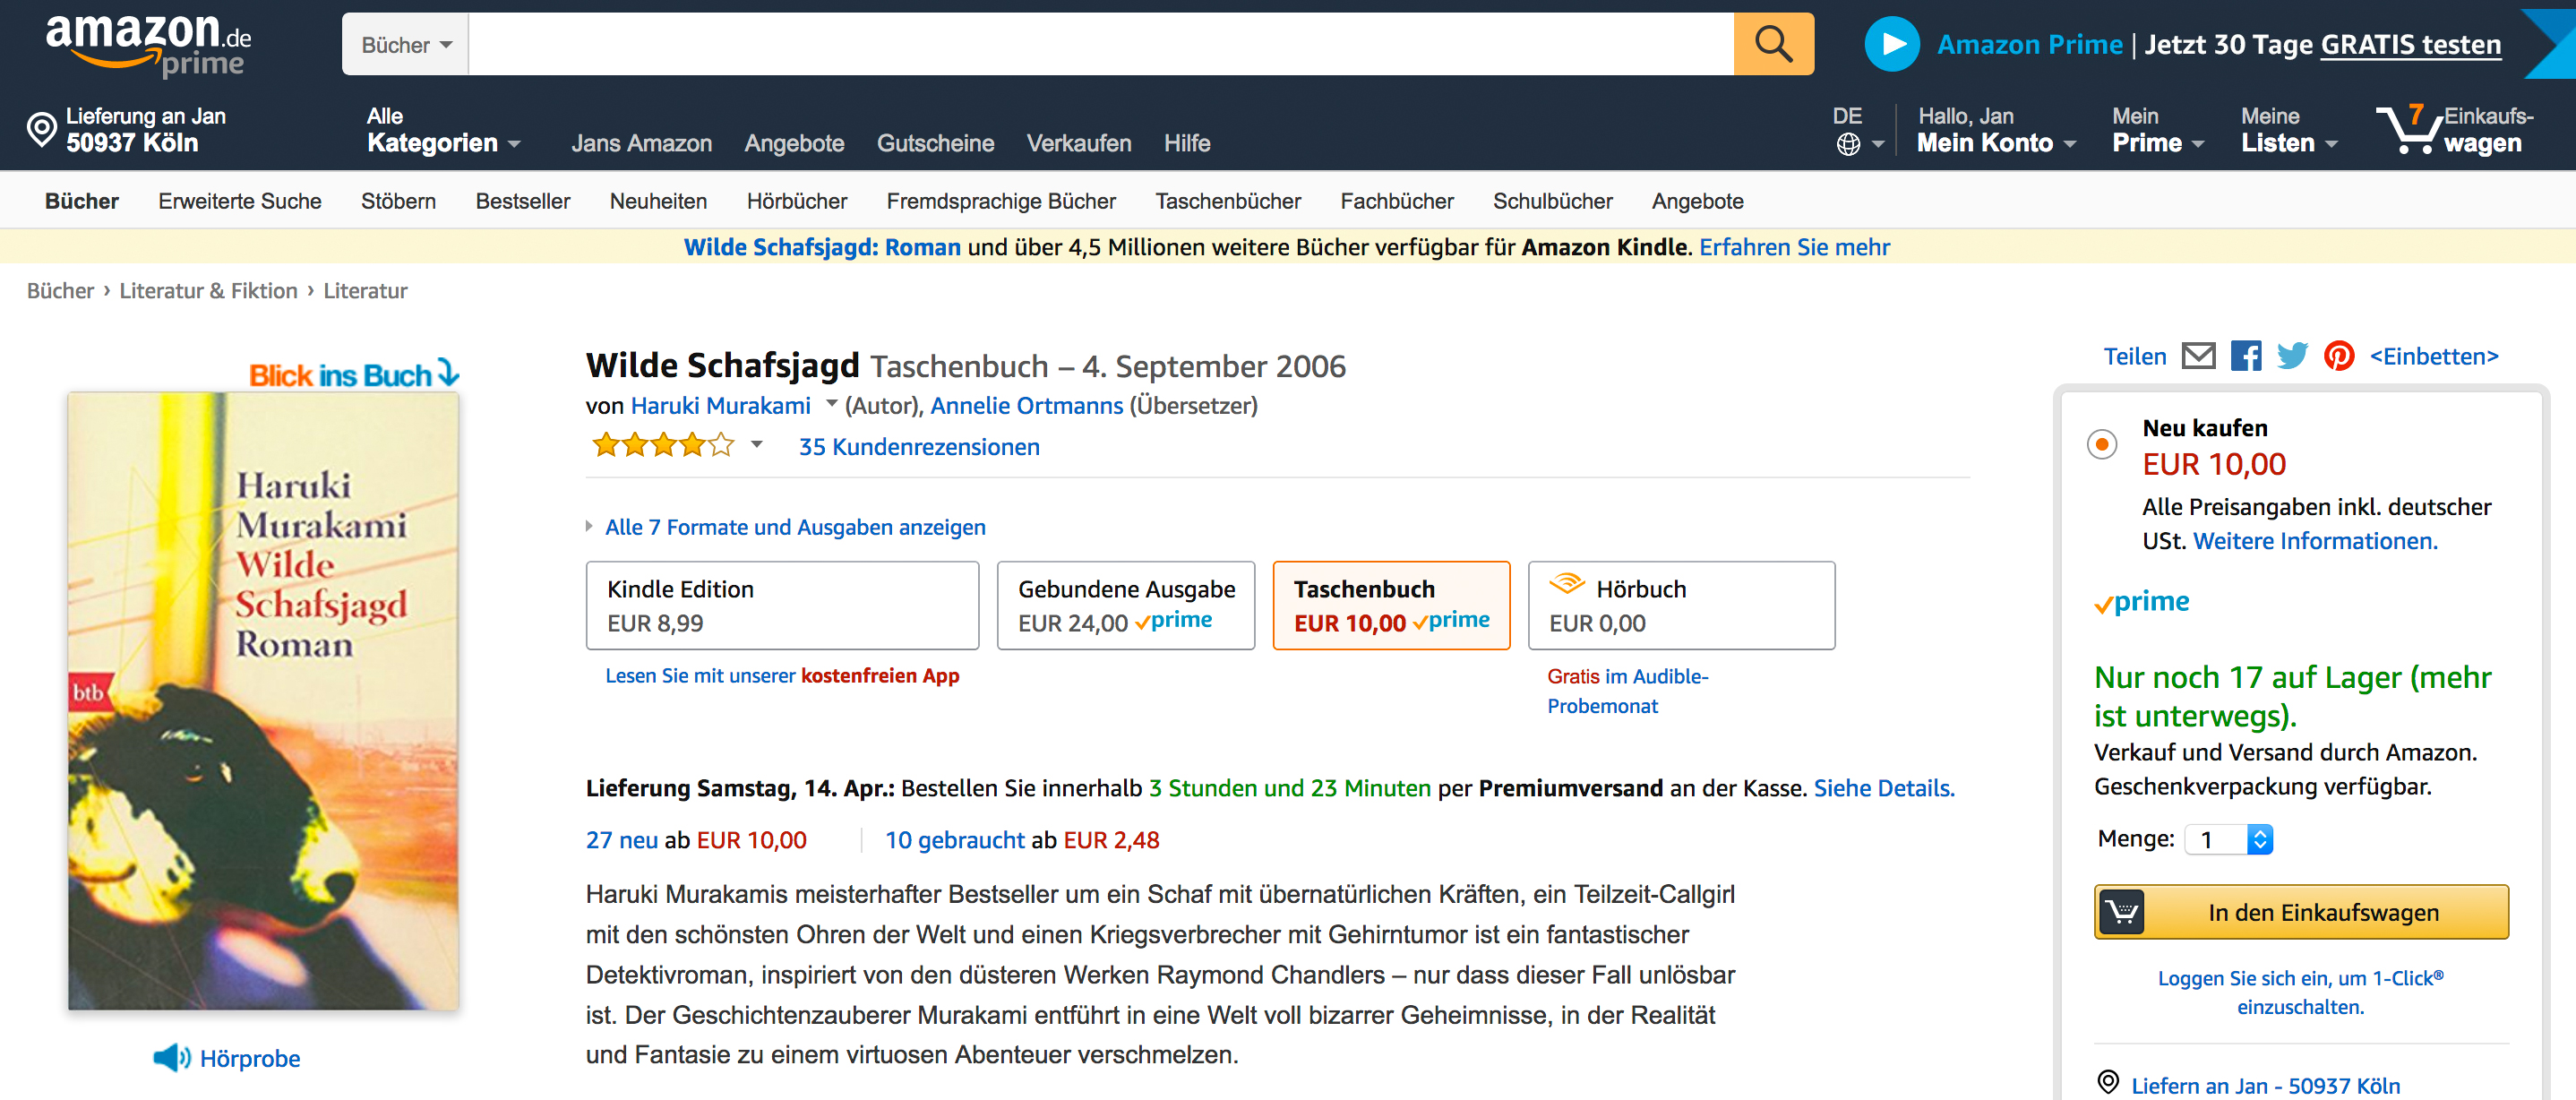 amazon.de
prime
Bücher
Amazon Prime | Jetzt 30 Tage GRATIS testen
Lieferung an Jan
50937 Köln
Alle
Kategorien
Jans Amazon
Angebote
Gutscheine
Verkaufen
Hilfe
DE
Hallo, Jan
Mein Konto
Mein
Prime
Meine
Listen
7
Einkaufs-
wagen
Bücher
Erweiterte Suche
Stöbern
Bestseller
Neuheiten
Hörbücher
Fremdsprachige Bücher
Taschenbücher
Fachbücher
Schulbücher
Angebote
Wilde Schafsjagd: Roman und über 4,5 Millionen weitere Bücher verfügbar für Amazon Kindle. Erfahren Sie mehr
Bücher › Literatur & Fiktion › Literatur
Blick ins Buch
Haruki
Murakami
Wilde
Schafsjagd
Roman
btb
Hörprobe
Wilde Schafsjagd Taschenbuch – 4. September 2006
von Haruki Murakami (Autor), Annelie Ortmanns (Übersetzer)
35 Kundenrezensionen
Alle 7 Formate und Ausgaben anzeigen
Kindle Edition
EUR 8,99
Lesen Sie mit unserer kostenfreien App
Gebundene Ausgabe
EUR 24,00 prime
Taschenbuch
EUR 10,00 prime
Hörbuch
EUR 0,00
Gratis im Audible-
Probemonat
Lieferung Samstag, 14. Apr.: Bestellen Sie innerhalb 3 Stunden und 23 Minuten per Premiumversand an der Kasse. Siehe Details.
27 neu ab EUR 10,00
10 gebraucht ab EUR 2,48
Haruki Murakamis meisterhafter Bestseller um ein Schaf mit übernatürlichen Kräften, ein Teilzeit-Callgirl
mit den schönsten Ohren der Welt und einen Kriegsverbrecher mit Gehirntumor ist ein fantastischer
Detektivroman, inspiriert von den düsteren Werken Raymond Chandlers – nur dass dieser Fall unlösbar
ist. Der Geschichtenzauberer Murakami entführt in eine Welt voll bizarrer Geheimnisse, in der Realität
und Fantasie zu einem virtuosen Abenteuer verschmelzen.
Teilen
<Einbetten>
Neu kaufen
EUR 10,00
Alle Preisangaben inkl. deutscher
USt. Weitere Informationen.
prime
Nur noch 17 auf Lager (mehr
ist unterwegs).
Verkauf und Versand durch Amazon.
Geschenkverpackung verfügbar.
Menge: 1
In den Einkaufswagen
Loggen Sie sich ein, um 1-Click®
einzuschalten.
Liefern an Jan - 50937 Köln